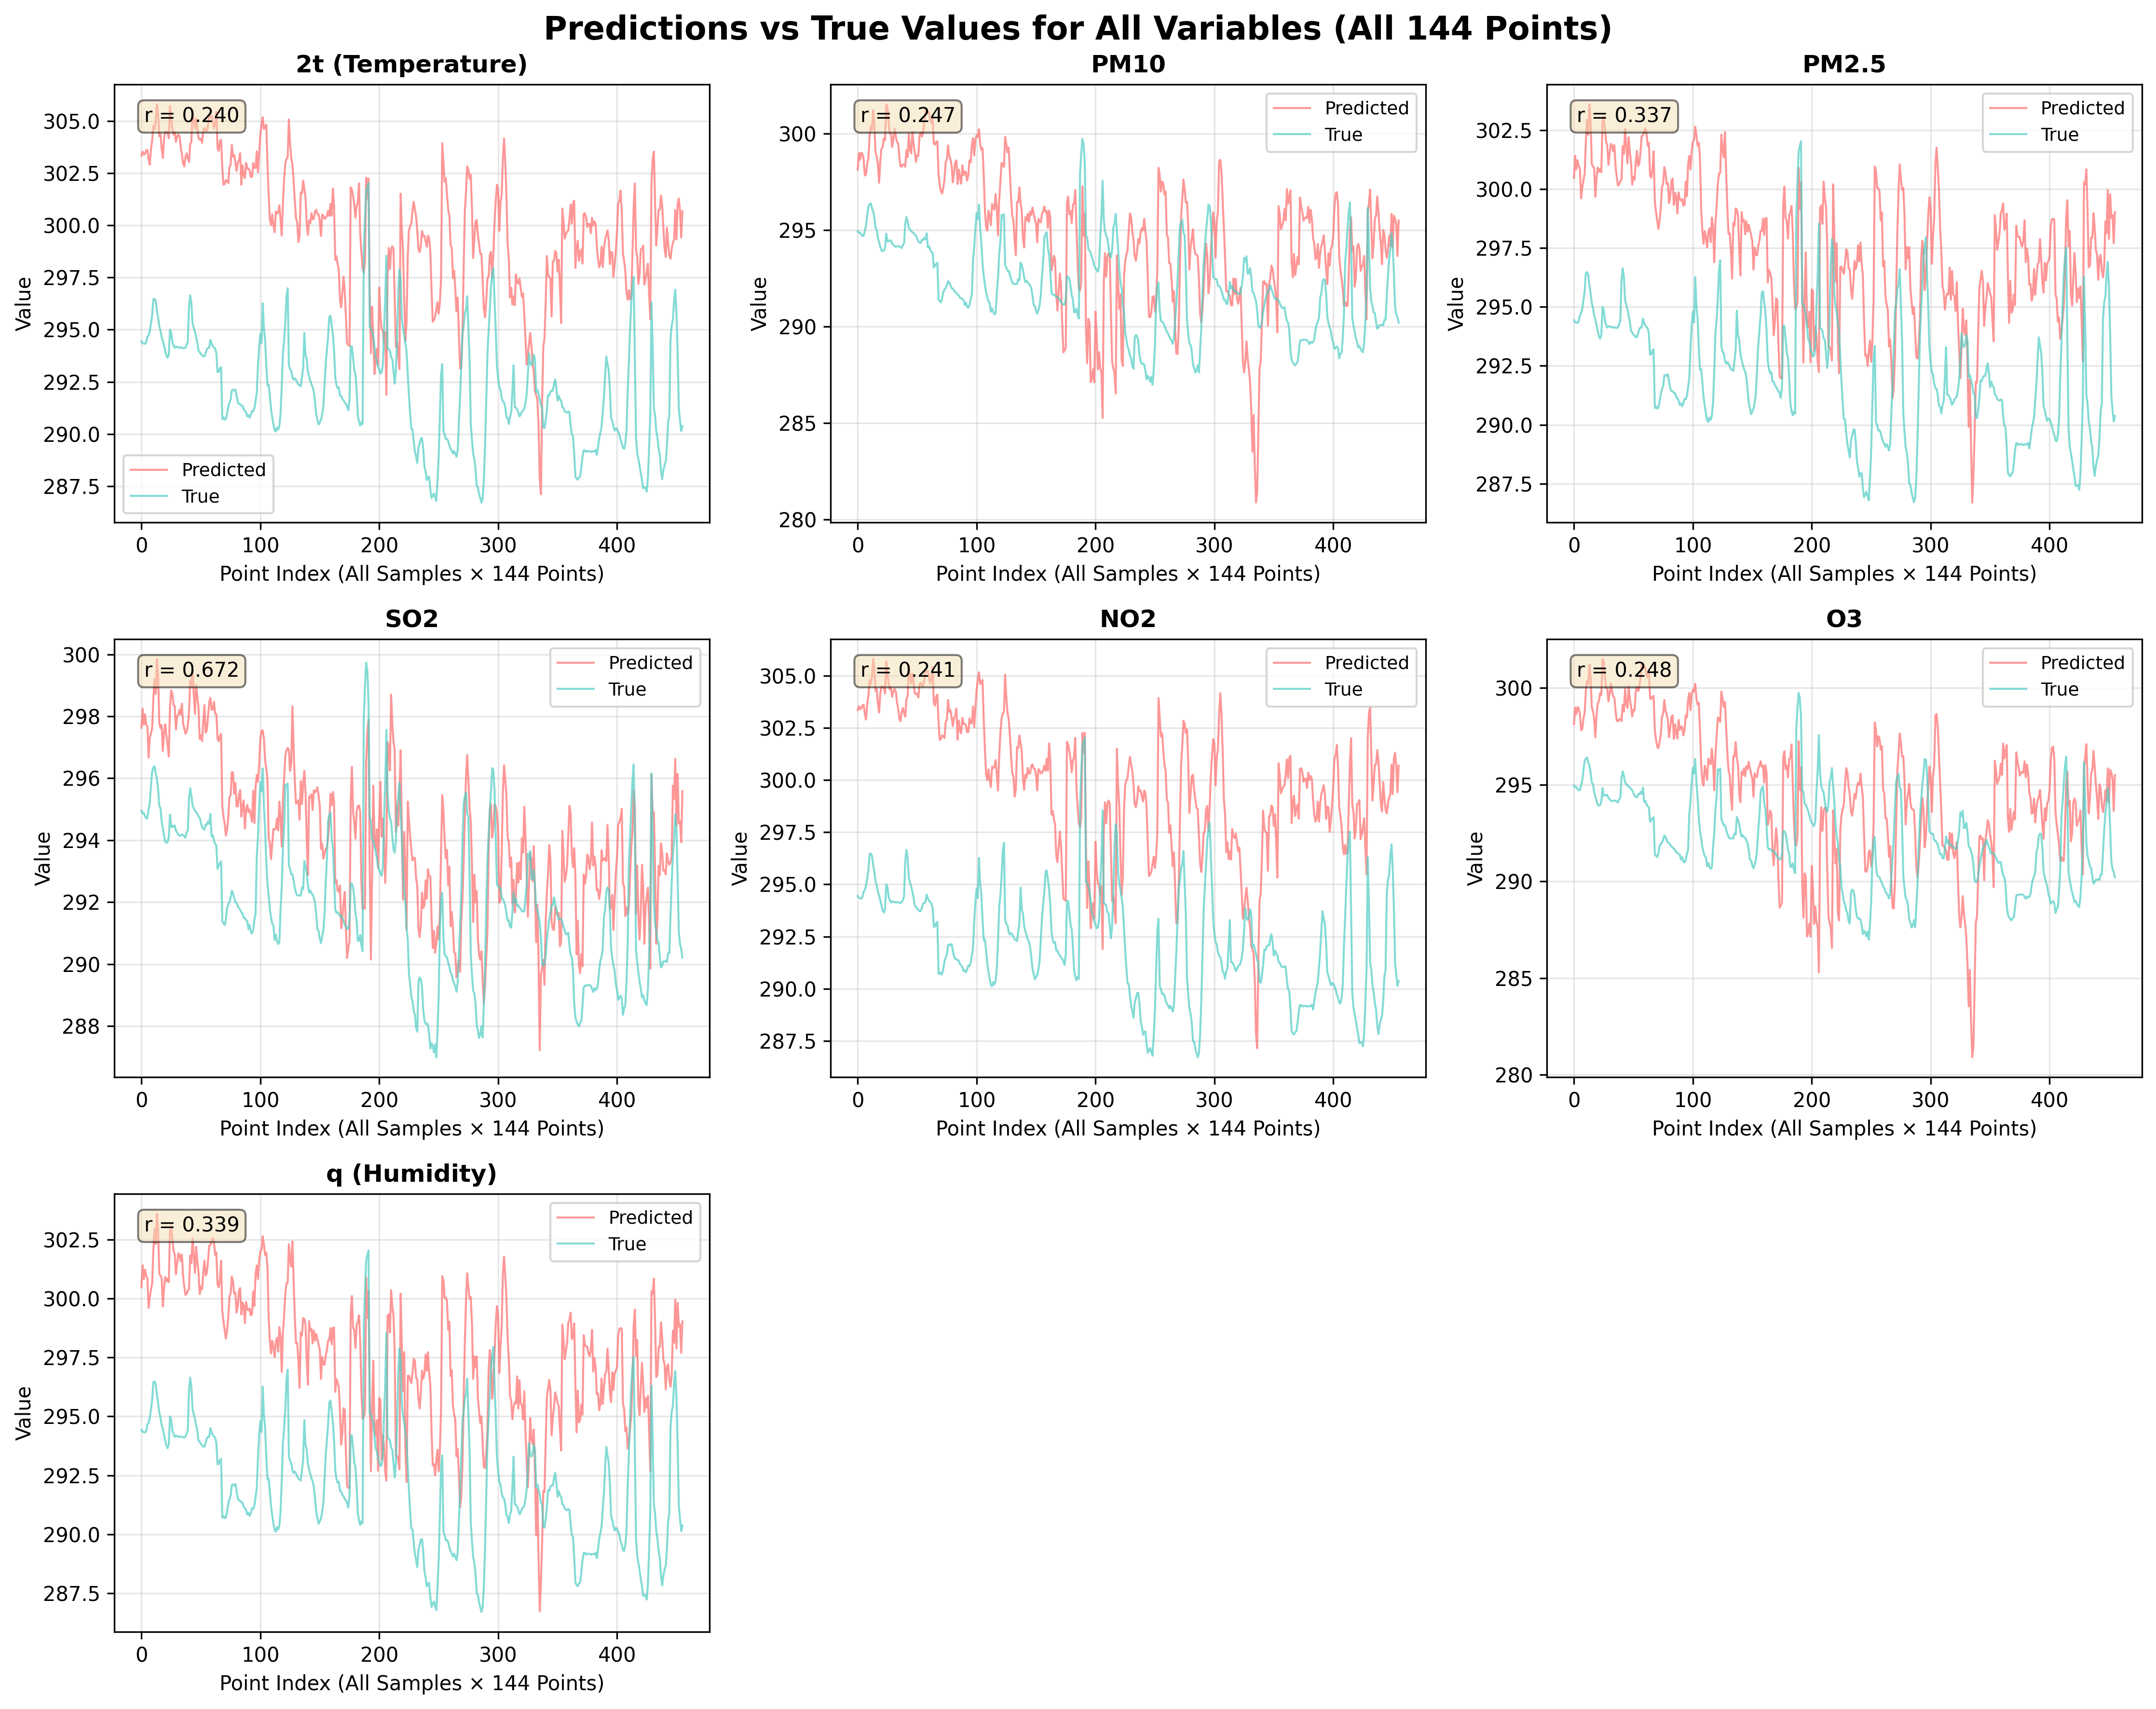 Predictions vs True Values for All Variables (All 144 Points)
2t (Temperature)
r = 0.240
305.0
302.5
300.0
297.5
295.0
292.5
290.0
287.5
Value
Predicted
True
0 100 200 300 400
Point Index (All Samples × 144 Points)
PM10
r = 0.247
Predicted
True
300
295
290
285
280
Value
0 100 200 300 400
Point Index (All Samples × 144 Points)
PM2.5
r = 0.337
Predicted
True
302.5
300.0
297.5
295.0
292.5
290.0
287.5
Value
0 100 200 300 400
Point Index (All Samples × 144 Points)
SO2
r = 0.672
Predicted
True
300
298
296
294
292
290
288
Value
0 100 200 300 400
Point Index (All Samples × 144 Points)
NO2
r = 0.241
Predicted
True
305.0
302.5
300.0
297.5
295.0
292.5
290.0
287.5
Value
0 100 200 300 400
Point Index (All Samples × 144 Points)
O3
r = 0.248
Predicted
True
300
295
290
285
280
Value
0 100 200 300 400
Point Index (All Samples × 144 Points)
q (Humidity)
r = 0.339
Predicted
True
302.5
300.0
297.5
295.0
292.5
290.0
287.5
Value
0 100 200 300 400
Point Index (All Samples × 144 Points)